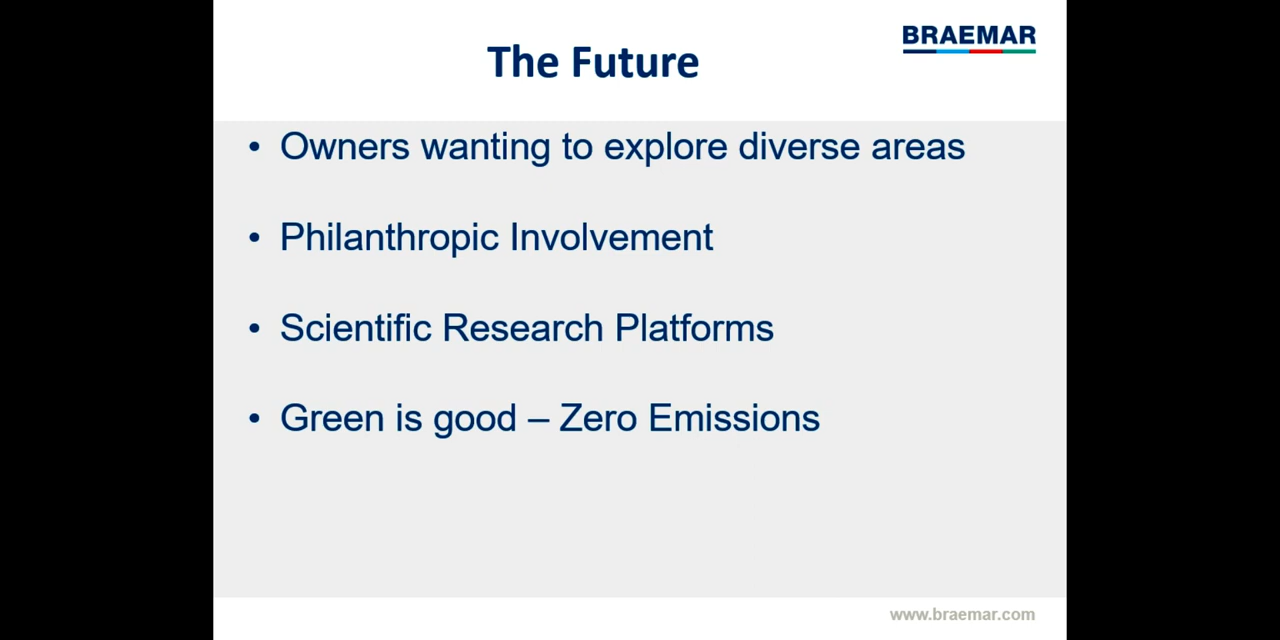 BRAEMAR
The Future
• Owners wanting to explore diverse areas
• Philanthropic Involvement
• Scientific Research Platforms
• Green is good – Zero Emissions
www.braemar.com